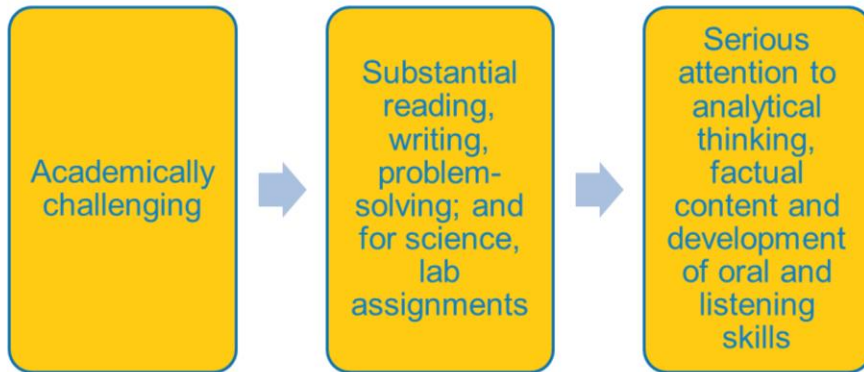 Academically
challenging
Substantial
reading,
writing,
problem-
solving; and
for science,
lab
assignments
Serious
attention to
analytical
thinking,
factual
content and
development
of oral and
listening
skills